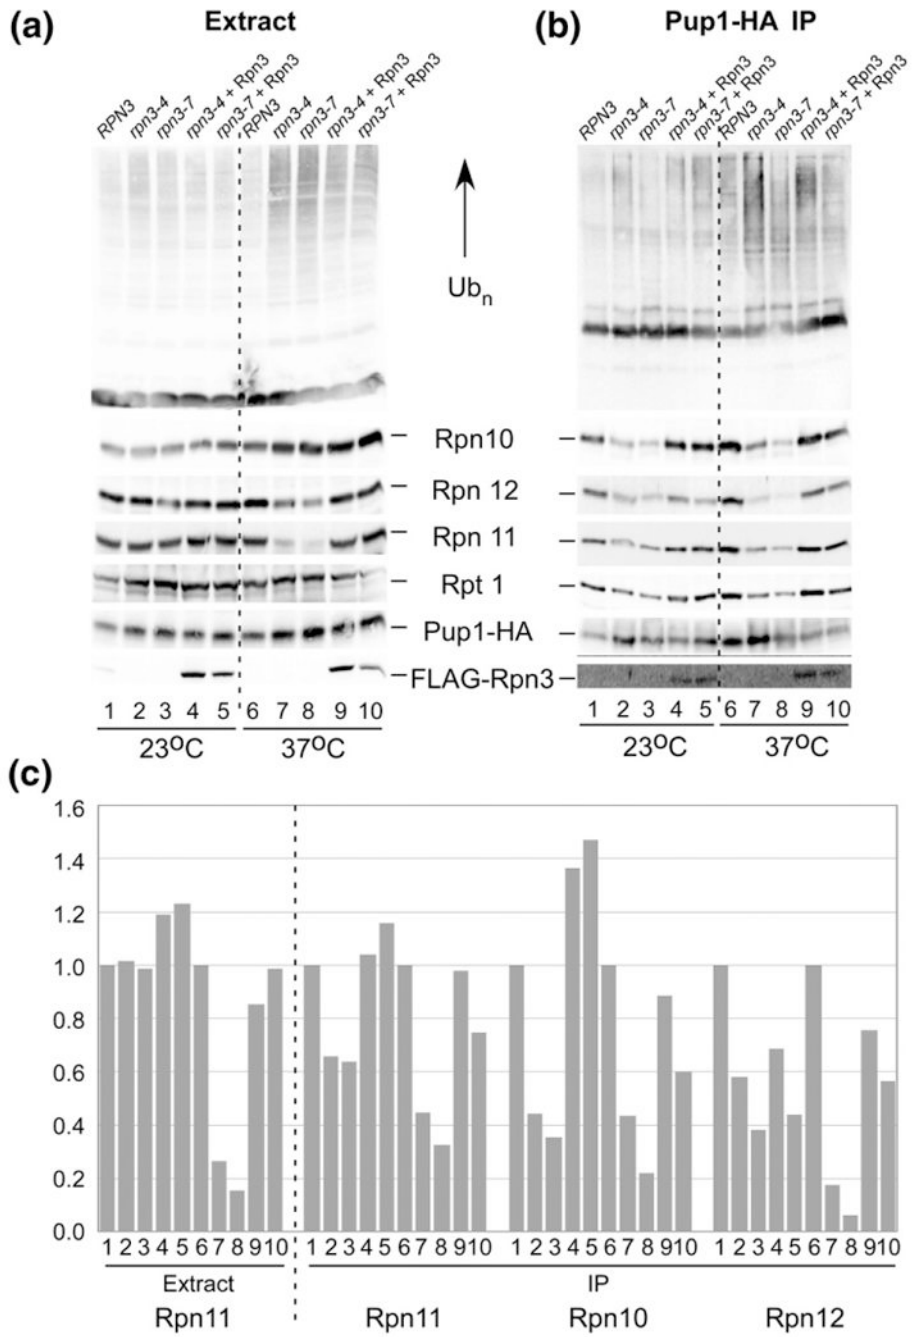 (a) Extract (b) Pup1-HA IP
RPN3 rpn3-4 rpn3-7 rpn3-4 + Rpn3 rpn3-7 + Rpn3 RPN3 rpn3-4 rpn3-7 rpn3-4 + Rpn3 rpn3-7 + Rpn3
RPN3 rpn3-4 rpn3-7 rpn3-4 + Rpn3 rpn3-7 + Rpn3 RPN3 rpn3-4 rpn3-7 rpn3-4 + Rpn3 rpn3-7 + Rpn3
Ubn
Rpn10
Rpn 12
Rpn 11
Rpt 1
Pup1-HA
FLAG-Rpn3
1 2 3 4 5 6 7 8 9 10 1 2 3 4 5 6 7 8 9 10
23°C 37°C 23°C 37°C
(c)
1.6
1.4
1.2
1.0
0.8
0.6
0.4
0.2
0.0
1 2 3 4 5 6 7 8 9 10 1 2 3 4 5 6 7 8 9 10 1 2 3 4 5 6 7 8 9 10 1 2 3 4 5 6 7 8 9 10
Extract IP
Rpn11 Rpn11 Rpn10 Rpn12